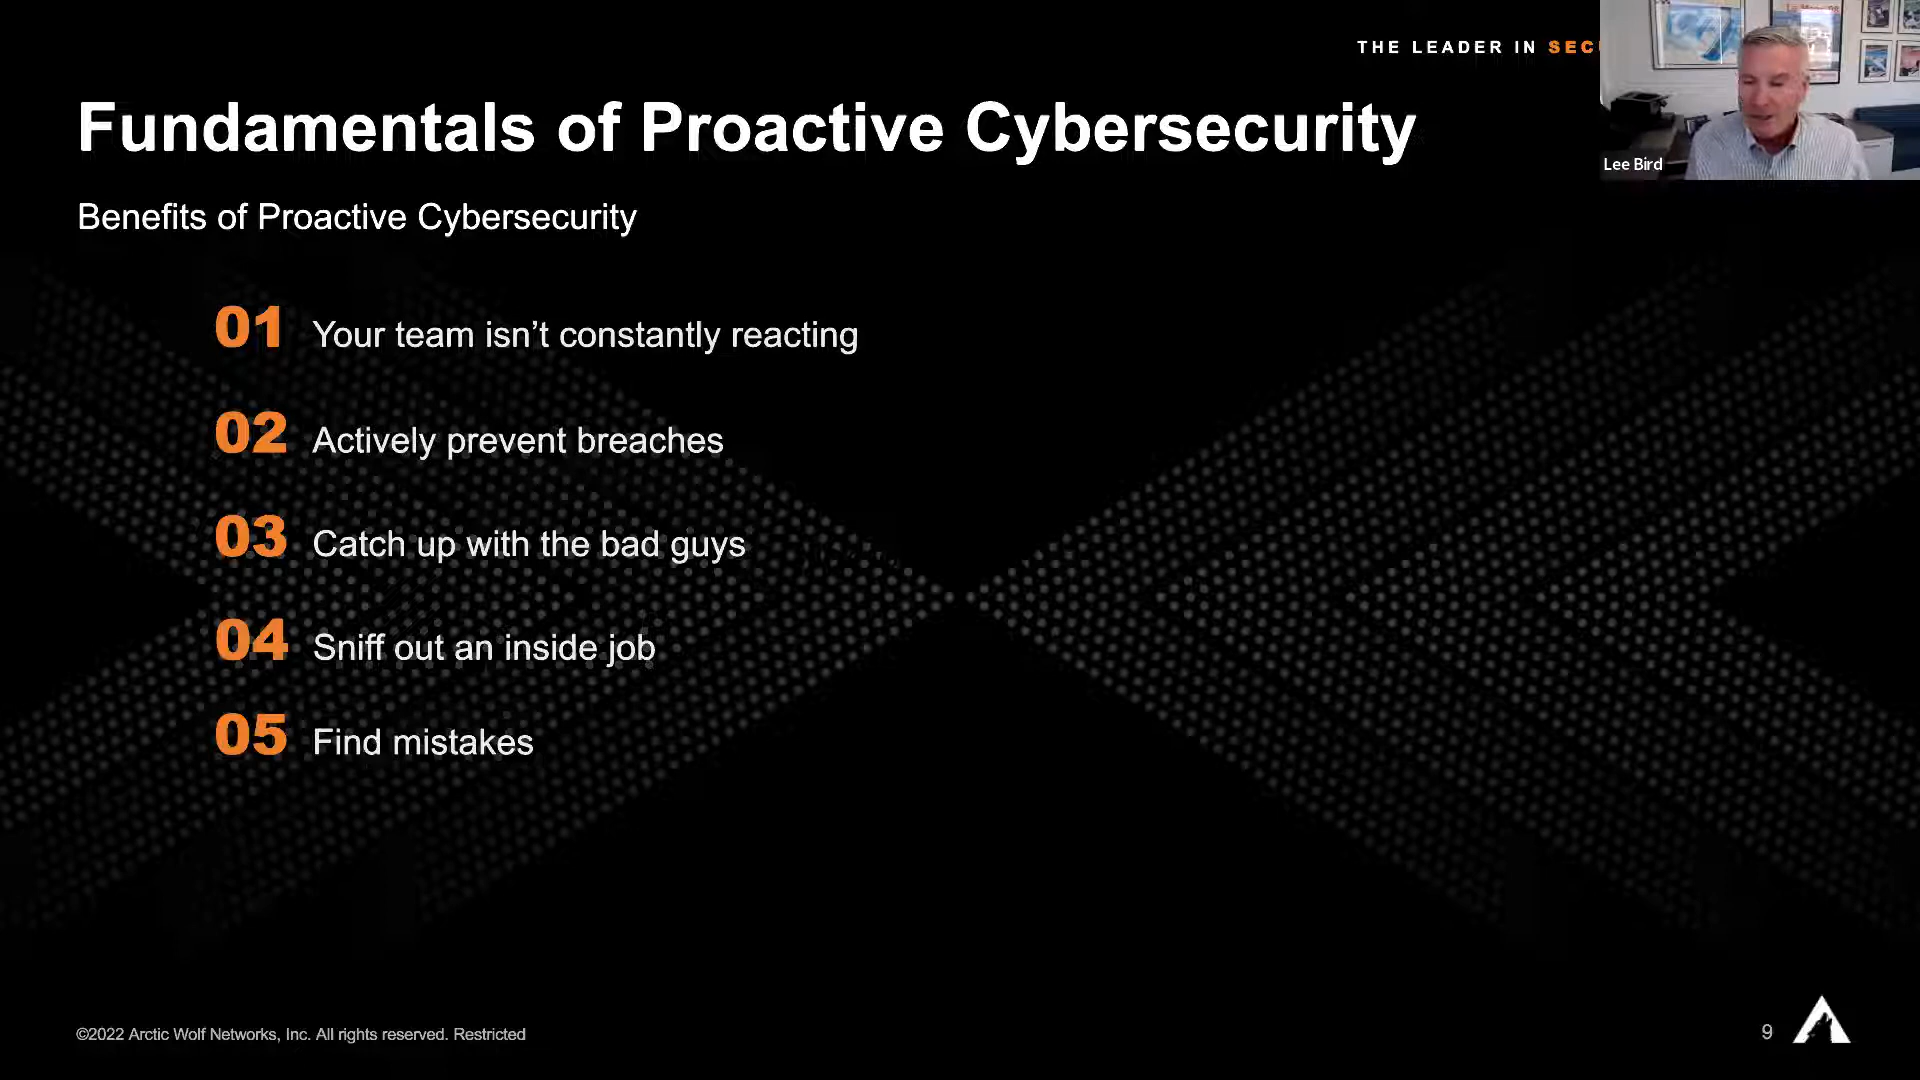 THE LEADER IN
Fundamentals of Proactive Cybersecurity
Lee Bird
Benefits of Proactive Cybersecurity
01 Your team isn’t constantly reacting
02 Actively prevent breaches
03 Catch up with the bad guys
04 Sniff out an inside job
05 Find mistakes
©2022 Arctic Wolf Networks, Inc. All rights reserved. Restricted
9